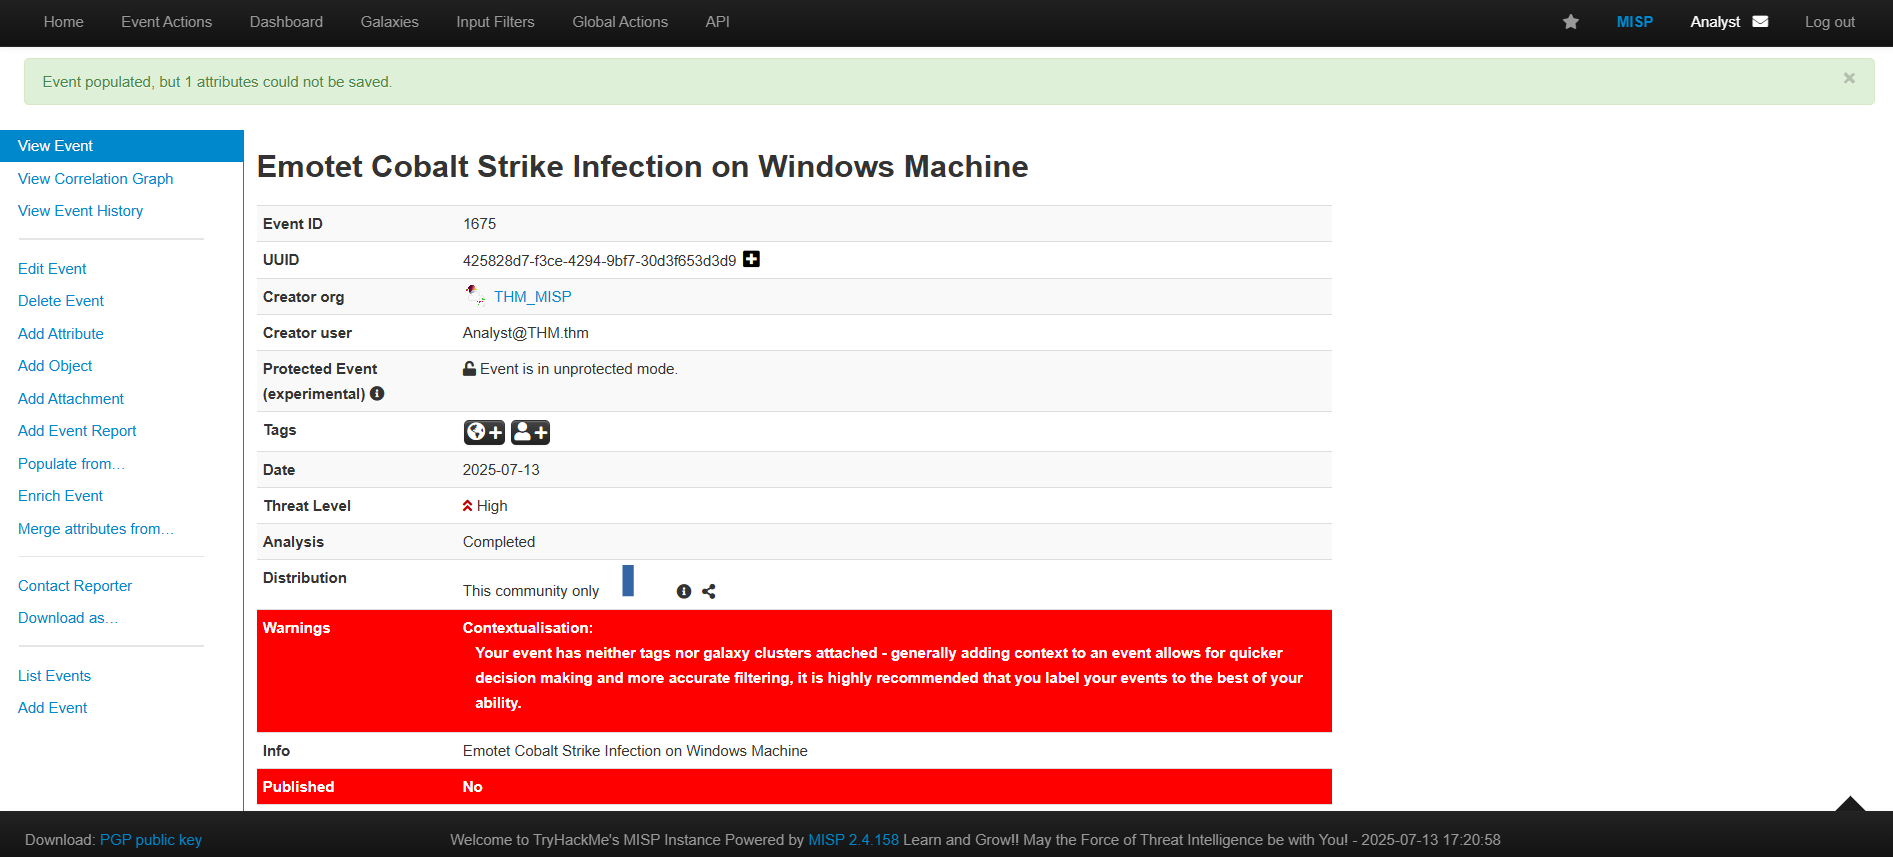 Home Event Actions Dashboard Galaxies Input Filters Global Actions API MISP Analyst Log out
Event populated, but 1 attributes could not be saved. ×
View Event
View Correlation Graph
View Event History
Edit Event
Delete Event
Add Attribute
Add Object
Add Attachment
Add Event Report
Populate from...
Enrich Event
Merge attributes from...
Contact Reporter
Download as...
List Events
Add Event
Emotet Cobalt Strike Infection on Windows Machine
Event ID 1675
UUID 425828d7-f3ce-4294-9bf7-30d3f653d3d9
Creator org THM_MISP
Creator user Analyst@THM.thm
Protected Event Event is in unprotected mode.
(experimental)
Tags
Date 2025-07-13
Threat Level High
Analysis Completed
Distribution
This community only
Warnings Contextualisation:
Your event has neither tags nor galaxy clusters attached - generally adding context to an event allows for quicker
decision making and more accurate filtering, it is highly recommended that you label your events to the best of your
ability.
Info Emotet Cobalt Strike Infection on Windows Machine
Published No
Download: PGP public key Welcome to TryHackMe's MISP Instance Powered by MISP 2.4.158 Learn and Grow!! May the Force of Threat Intelligence be with You! - 2025-07-13 17:20:58